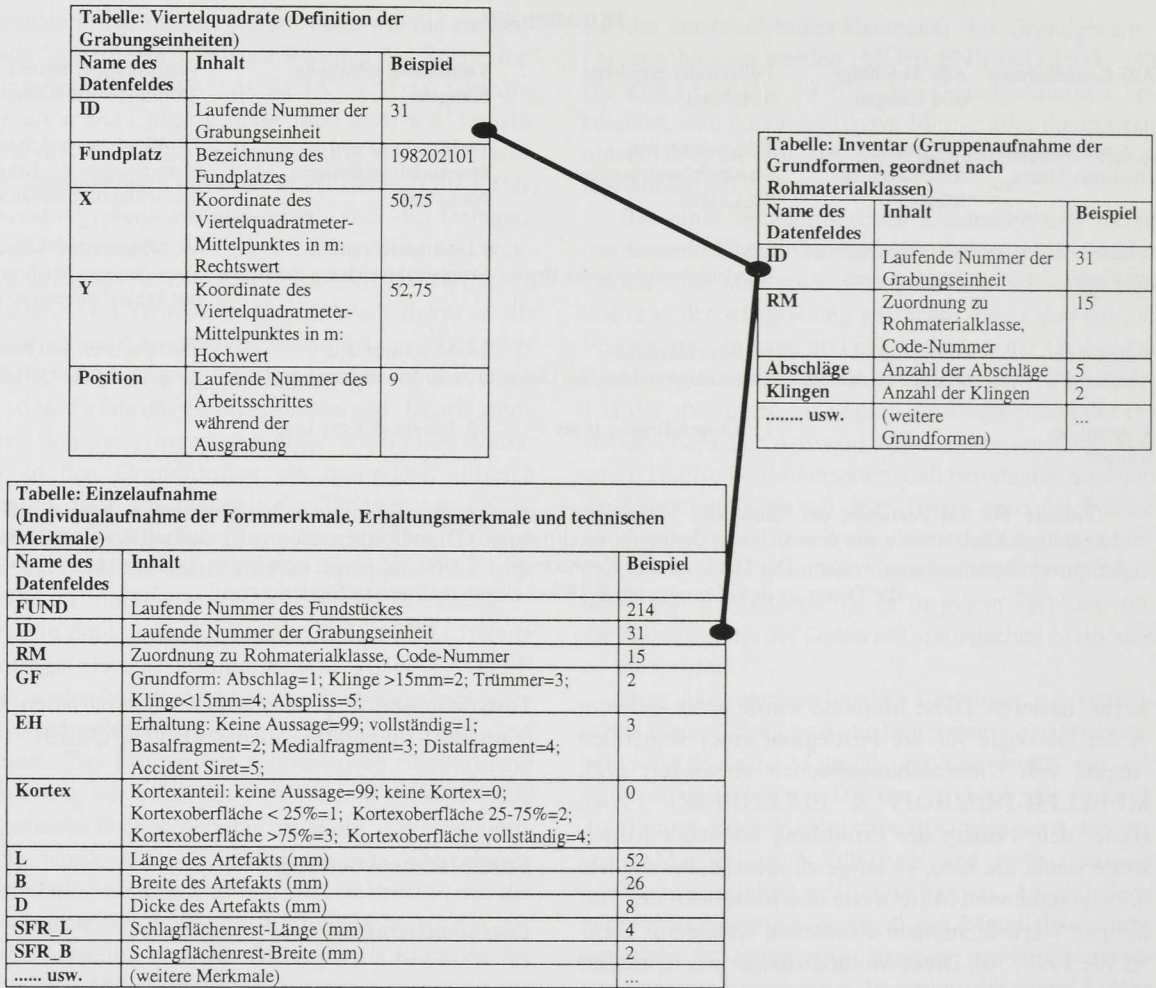 Tabelle: Viertelquadrate (Definition der
Grabungseinheiten)
Name des Inhalt Beispiel
Datenfeldes
ID Laufende Nummer der 31
Grabungseinheit
Fundplatz Bezeichnung des 198202101
Fundplatzes
X Koordinate des 50,75
Viertelquadratmeter-
Mittelpunktes in m:
Rechtswert
Y Koordinate des 52,75
Viertelquadratmeter-
Mittelpunktes in m:
Hochwert
Position Laufende Nummer des 9
Arbeitsschrittes
während der
Ausgrabung
Tabelle: Inventar (Gruppenaufnahme der
Grundformen, geordnet nach
Rohmaterialklassen)
Name des Inhalt Beispiel
Datenfeldes
ID Laufende Nummer der 31
Grabungseinheit
RM Zuordnung zu 15
Rohmaterialklasse,
Code-Nummer
Abschläge Anzahl der Abschläge 5
Klingen Anzahl der Klingen 2
........ usw. (weitere ...
Grundformen)
Tabelle: Einzelaufnahme
(Individualaufnahme der Formmerkmale, Erhaltungsmerkmale und technischen
Merkmale)
Name des Inhalt Beispiel
Datenfeldes
FUND Laufende Nummer des Fundstückes 214
ID Laufende Nummer der Grabungseinheit 31
RM Zuordnung zu Rohmaterialklasse, Code-Nummer 15
GF Grundform: Abschlag=1; Klinge >15mm=2; Trümmer=3; 2
Klinge<15mm=4; Abspliss=5;
EH Erhaltung: Keine Aussage=99; vollständig=1; 3
Basalfragment=2; Medialfragment=3; Distalfragment=4;
Accident Siret=5;
Kortex Kortexanteil: keine Aussage=99; keine Kortex=0; 0
Kortexoberfläche < 25%=1; Kortexoberfläche 25-75%=2;
Kortexoberfläche >75%=3; Kortexoberfläche vollständig=4;
L Länge des Artefakts (mm) 52
B Breite des Artefakts (mm) 26
D Dicke des Artefakts (mm) 8
SFR_L Schlagflächenrest-Länge (mm) 4
SFR_B Schlagflächenrest-Breite (mm) 2
...... usw. (weitere Merkmale) ...